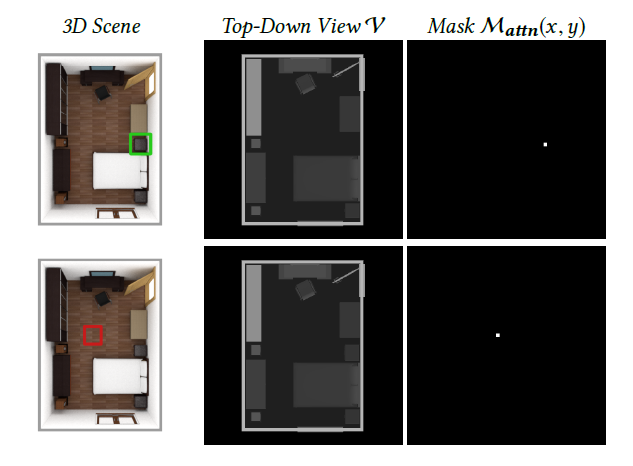 3D Scene Top-Down View 𝒱 Mask ℳattn(x, y)